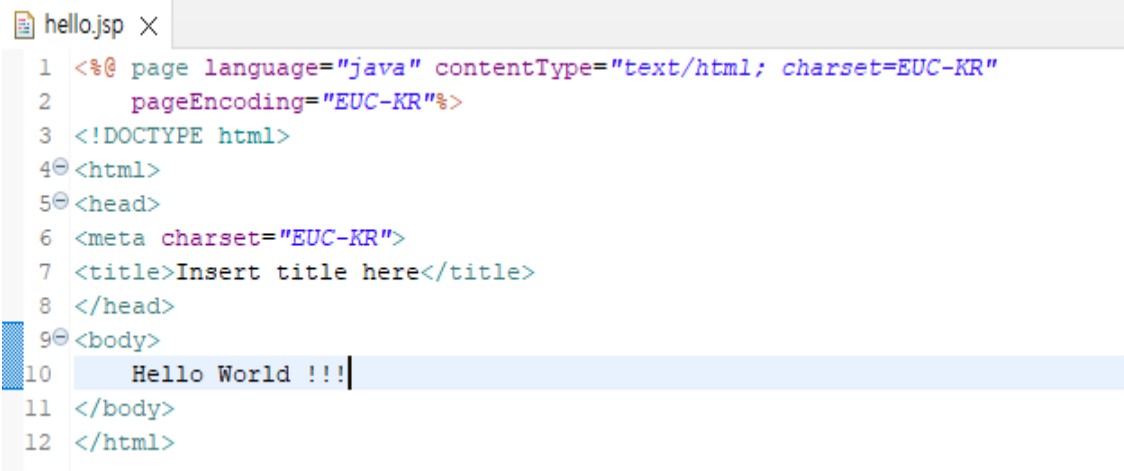 hello.jsp
1 <%@ page language="java" contentType="text/html; charset=EUC-KR"
2     pageEncoding="EUC-KR"%>
3 <!DOCTYPE html>
4 <html>
5 <head>
6 <meta charset="EUC-KR">
7 <title>Insert title here</title>
8 </head>
9 <body>
10     Hello World !!!
11 </body>
12 </html>